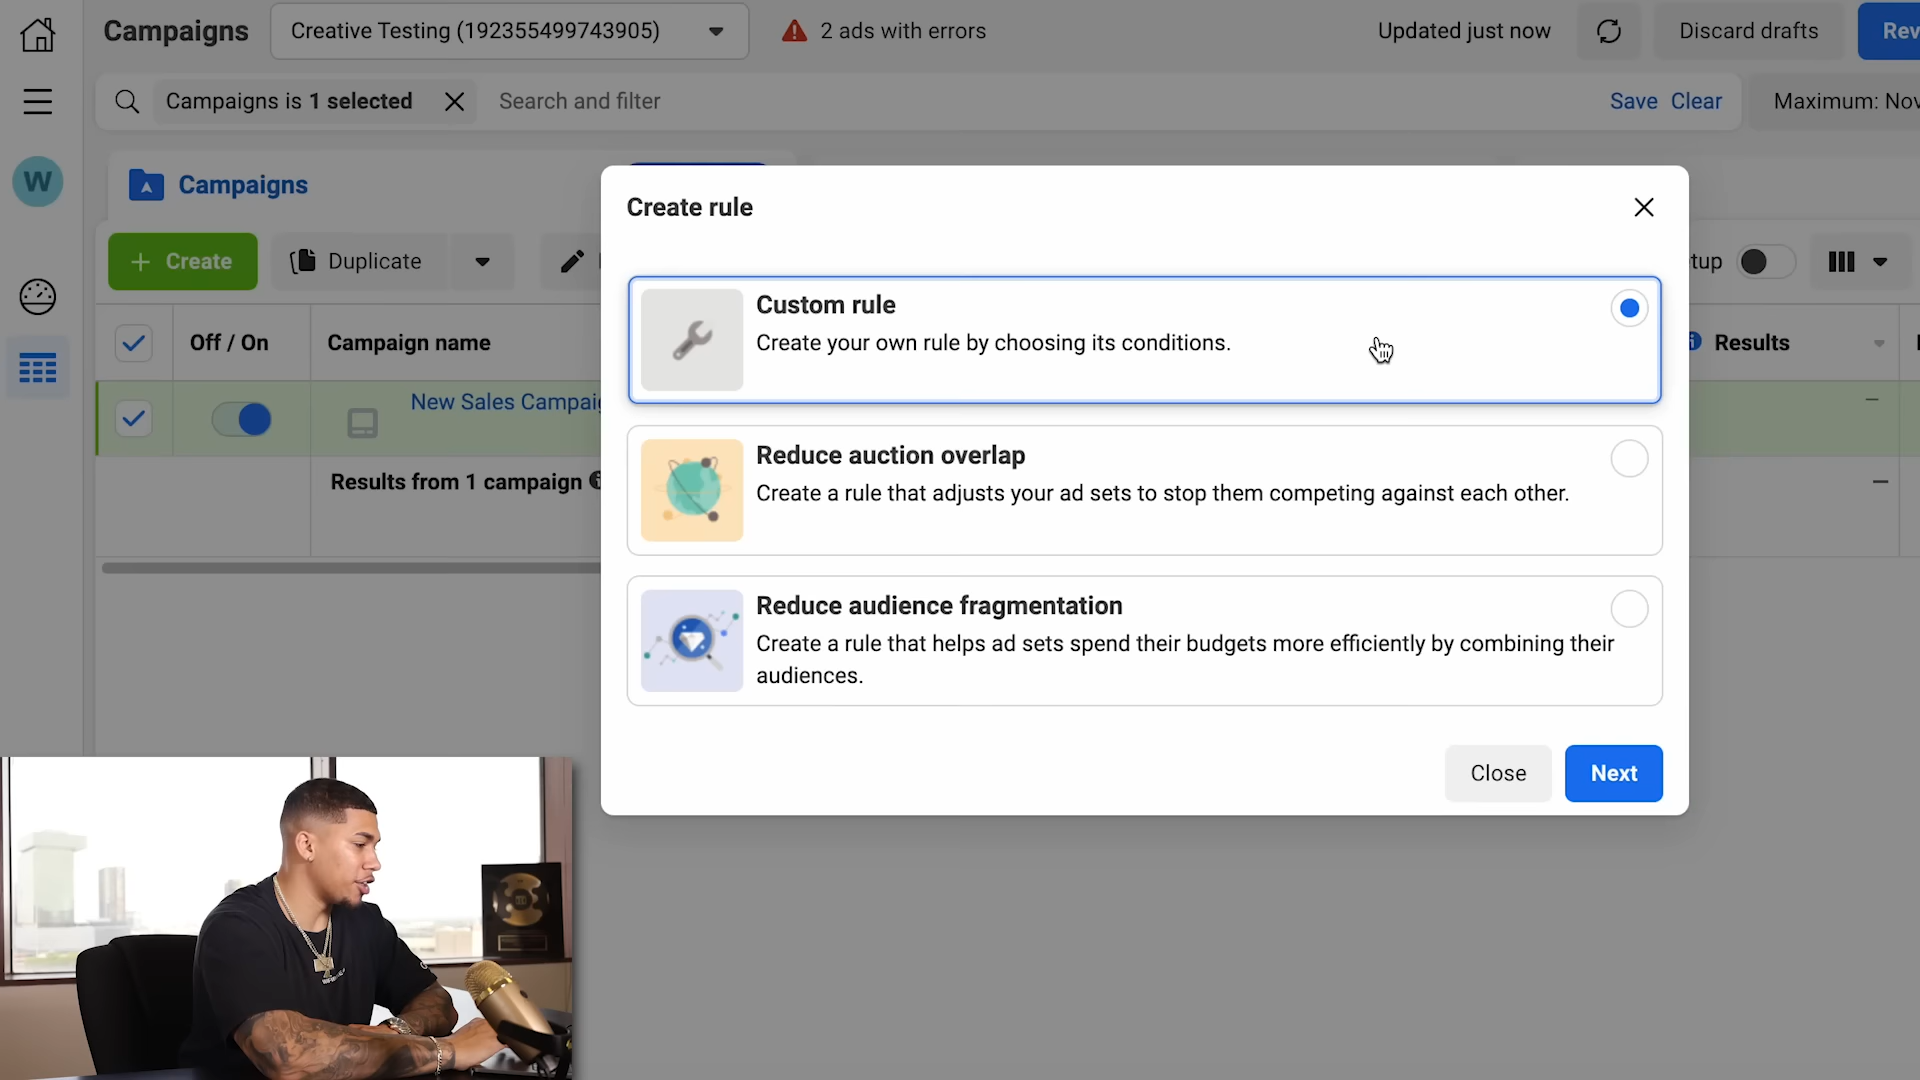 Campaigns
Creative Testing (192355499743905)
2 ads with errors
Updated just now
Discard drafts
Campaigns is 1 selected
Search and filter
Save
Clear
Maximum:
W
Campaigns
Create rule
Create
Duplicate
Custom rule
Create your own rule by choosing its conditions.
Off / On
Campaign name
Results
New Sales
Reduce auction overlap
Create a rule that adjusts your ad sets to stop them competing against each other.
Results from 1 campaign
Reduce audience fragmentation
Create a rule that helps ad sets spend their budgets more efficiently by combining their
audiences.
Close
Next